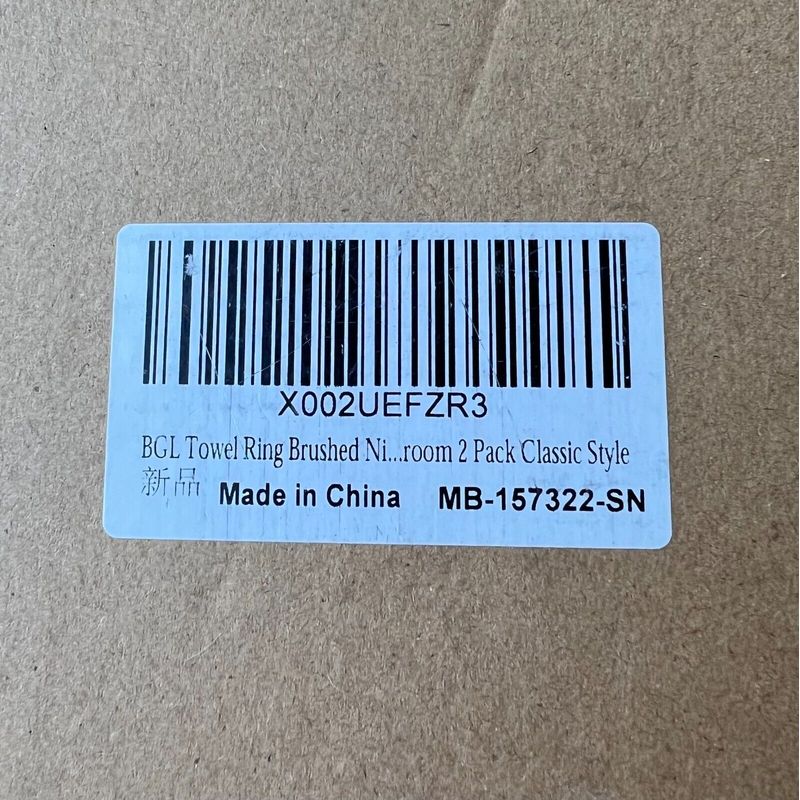 X002UEFZR3
BGL Towel Ring Brushed Ni...room 2 Pack Classic Style
新品 Made in China MB-157322-SN